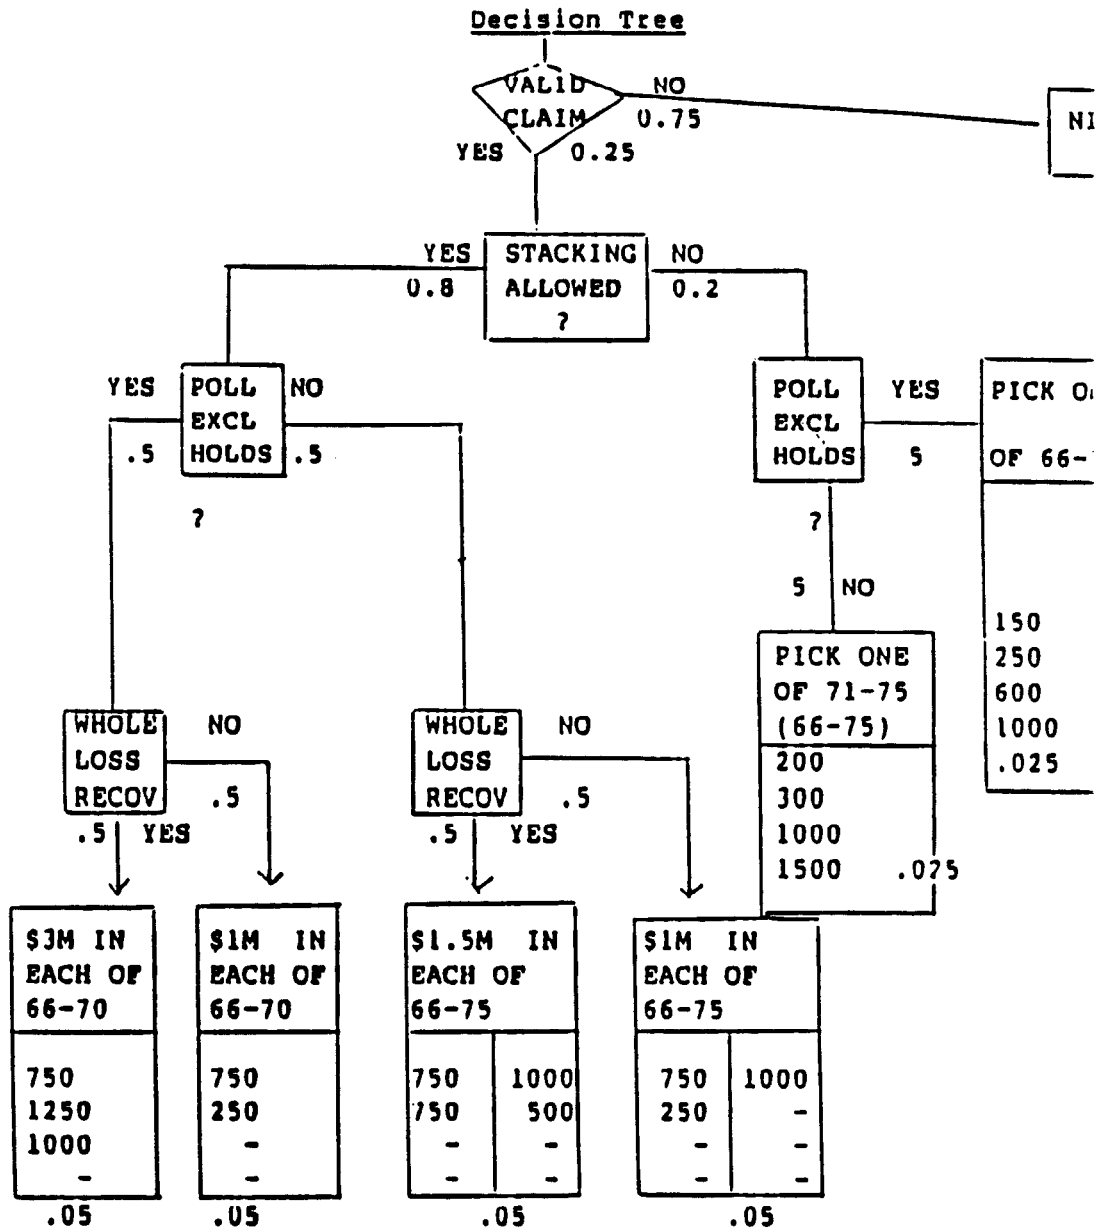 Decision Tree
VALID NO
CLAIM 0.75
YES 0.25
NI
YES STACKING NO
0.8 ALLOWED 0.2
?
YES POLL NO
EXCL
.5 HOLDS .5
?
POLL YES
EXCL
HOLDS 5
?
5 NO
PICK
OF 66-
150
250
600
1000
.025
PICK ONE
OF 71-75
(66-75)
200
300
1000
1500 .025
WHOLE NO
LOSS
RECOV .5
.5 YES
WHOLE NO
LOSS
RECOV .5
.5 YES
$3M IN
EACH OF
66-70
750
1250
1000
-
.05
$1M IN
EACH OF
66-70
750
250
-
-
.05
$1.5M IN
EACH OF
66-75
750 1000
750 500
- -
- -
.05
$1M IN
EACH OF
66-75
750 1000
250 -
- -
- -
.05